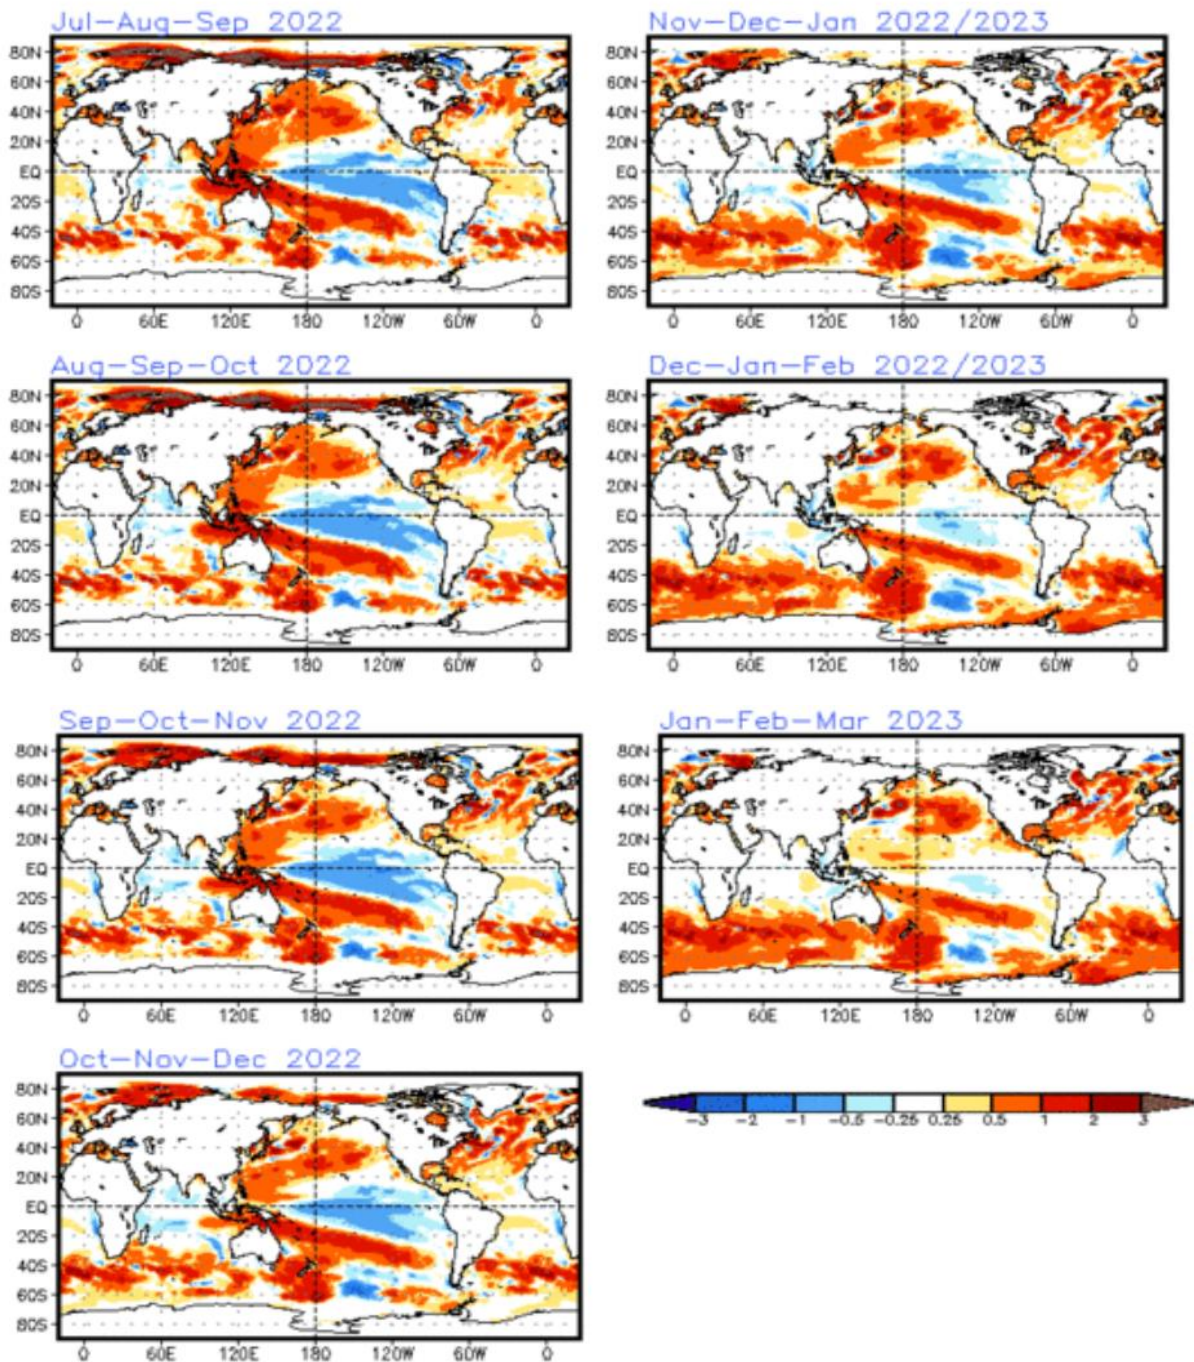 Jul-Aug-Sep 2022
80N
60N
40N
20N
EQ
20S
40S
60S
80S
0 60E 120E 180 120W 60W 0
Nov-Dec-Jan 2022/2023
80N
60N
40N
20N
EQ
20S
40S
60S
80S
0 60E 120E 180 120W 60W 0
Aug-Sep-Oct 2022
80N
60N
40N
20N
EQ
20S
40S
60S
80S
0 60E 120E 180 120W 60W 0
Dec-Jan-Feb 2022/2023
80N
60N
40N
20N
EQ
20S
40S
60S
80S
0 60E 120E 180 120W 60W 0
Sep-Oct-Nov 2022
80N
60N
40N
20N
EQ
20S
40S
60S
80S
0 60E 120E 180 120W 60W 0
Jan-Feb-Mar 2023
80N
60N
40N
20N
EQ
20S
40S
60S
80S
0 60E 120E 180 120W 60W 0
Oct-Nov-Dec 2022
80N
60N
40N
20N
EQ
20S
40S
60S
80S
0 60E 120E 180 120W 60W 0
-3 -2 -1 -0.5 -0.25 0.25 0.5 1 2 3